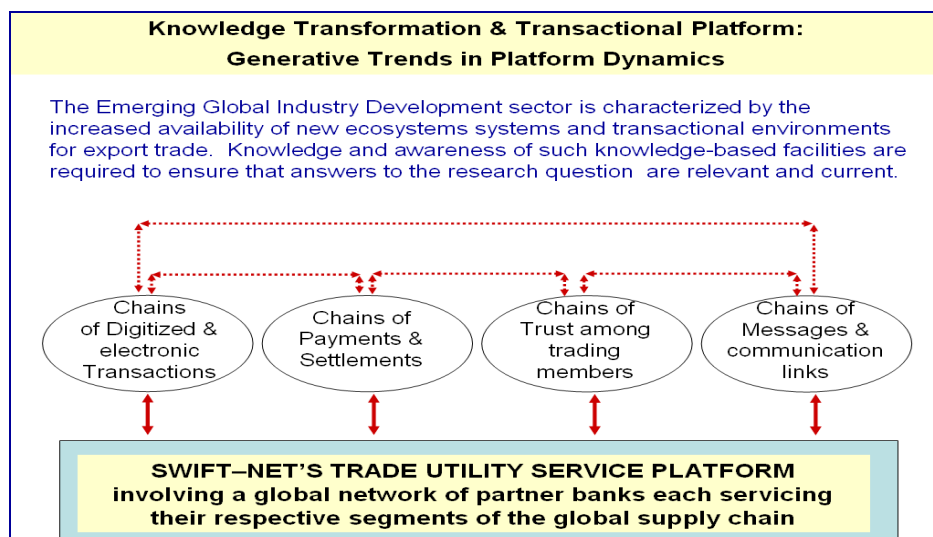 Knowledge Transformation & Transactional Platform:
Generative Trends in Platform Dynamics
The Emerging Global Industry Development sector is characterized by the
increased availability of new ecosystems systems and transactional environments
for export trade.  Knowledge and awareness of such knowledge-based facilities are
required to ensure that answers to the research question  are relevant and current.
Chains
of Digitized &
electronic
Transactions
Chains of
Payments &
Settlements
Chains of
Trust among
trading
members
Chains of
Messages &
communication
links
SWIFT–NET'S TRADE UTILITY SERVICE PLATFORM
involving a global network of partner banks each servicing
their respective segments of the global supply chain